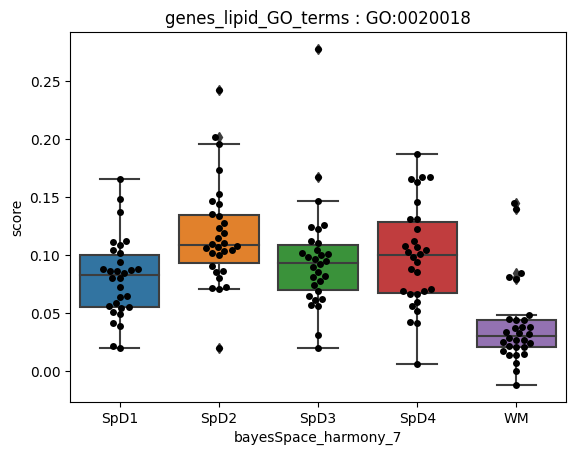 genes_lipid_GO_terms : GO:0020018
score
0.25
0.20
0.15
0.10
0.05
0.00
SpD1 SpD2 SpD3 SpD4 WM
bayesSpace_harmony_7